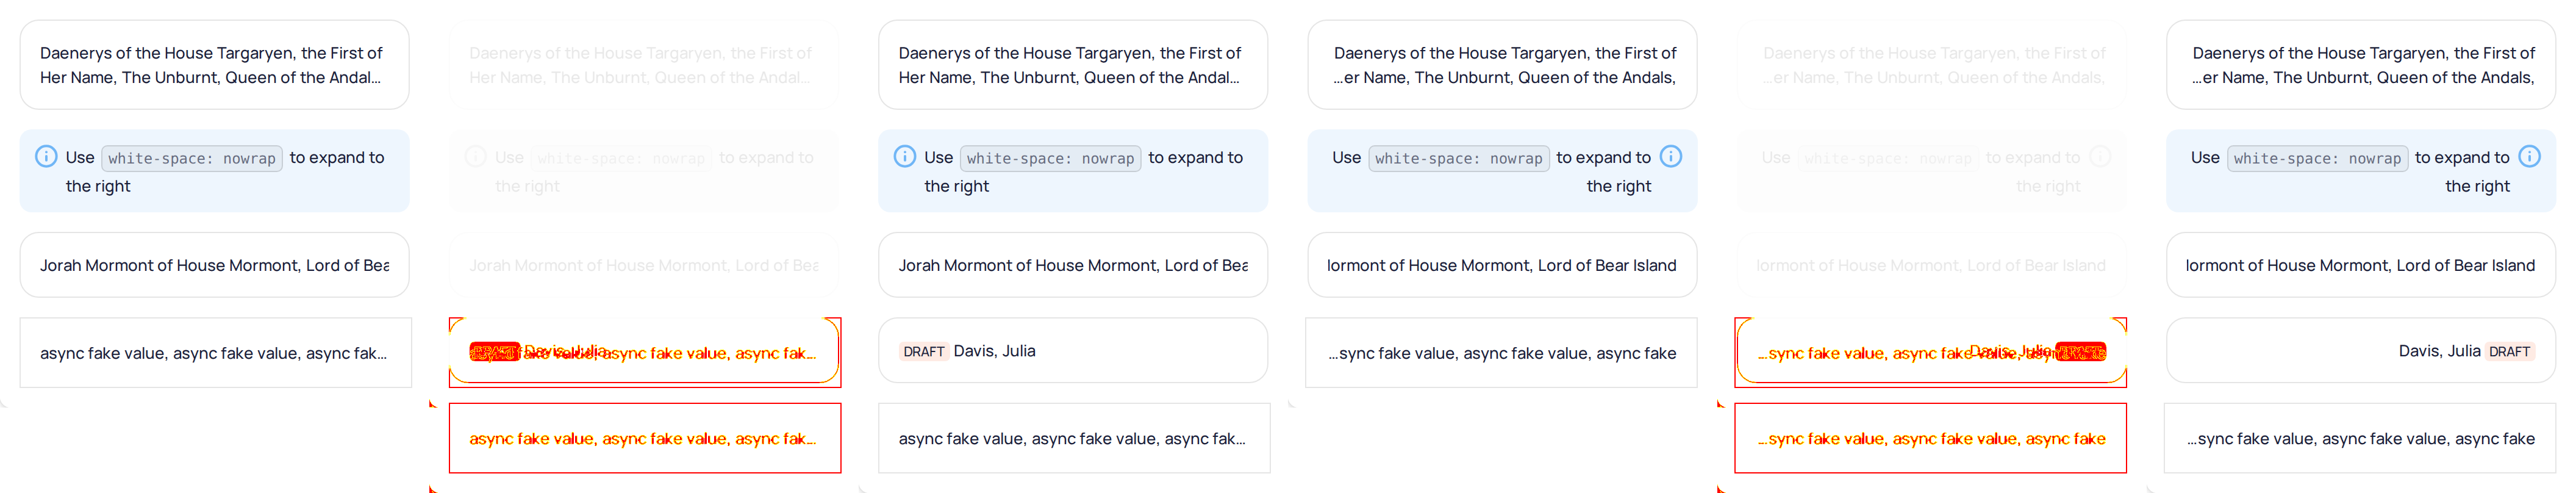 Daenerys of the House Targaryen, the First of
Her Name, The Unburnt, Queen of the Andal...
Use white-space: nowrap to expand to
the right
Jorah Mormont of House Mormont, Lord of Bea
async fake value, async fake value, async fak...
Daenerys of the House Targaryen, the First of
Her Name, The Unburnt, Queen of the Andal...
Use white-space: nowrap to expand to
the right
Jorah Mormont of House Mormont, Lord of Bea
DRAFT Davis, Julia
async fake value, async fake value, async fak...
async fake value, async fake value, async fak...
Daenerys of the House Targaryen, the First of
Her Name, The Unburnt, Queen of the Andal...
Use white-space: nowrap to expand to
the right
Jorah Mormont of House Mormont, Lord of Bea
DRAFT Davis, Julia
async fake value, async fake value, async fak...
Daenerys of the House Targaryen, the First of
...er Name, The Unburnt, Queen of the Andals,
Use white-space: nowrap to expand to
the right
lormont of House Mormont, Lord of Bear Island
...sync fake value, async fake value, async fake
Daenerys of the House Targaryen, the First of
...er Name, The Unburnt, Queen of the Andals,
Use white-space: nowrap to expand to
the right
lormont of House Mormont, Lord of Bear Island
...sync fake value, async fake value,
Davis, Julia
...sync fake value, async fake value, async fake
Daenerys of the House Targaryen, the First of
...er Name, The Unburnt, Queen of the Andals,
Use white-space: nowrap to expand to
the right
lormont of House Mormont, Lord of Bear Island
Davis, Julia DRAFT
...sync fake value, async fake value, async fake